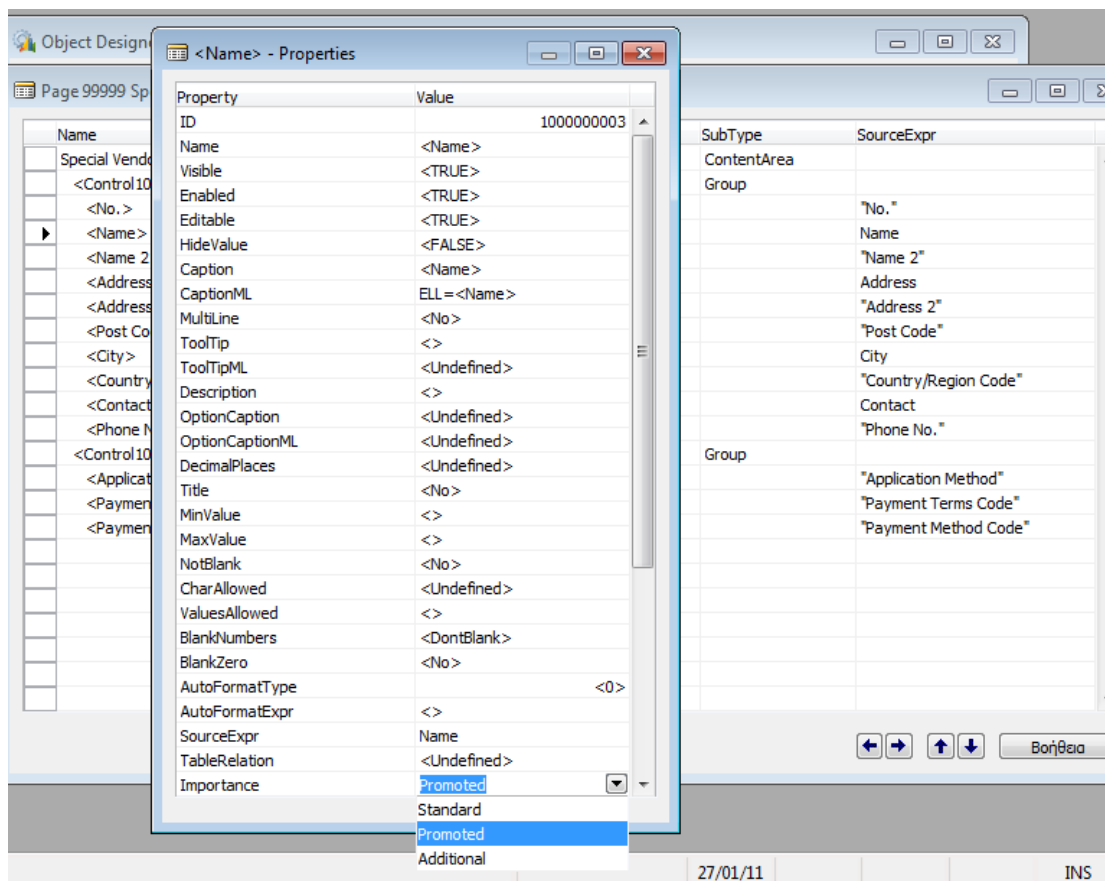 Object Design
<Name> - Properties
Page 99999 Sp
Name SubType SourceExpr
Special Vend ContentArea
<Control10 Group
<No.> "No."
<Name> Name
<Name 2 "Name 2"
<Address Address
<Address "Address 2"
<Post Co "Post Code"
<City> City
<Country "Country/Region Code"
<Contact Contact
<Phone N "Phone No."
<Control10 Group
<Applicat "Application Method"
<Paymen "Payment Terms Code"
<Paymen "Payment Method Code"
Property Value
ID 1000000003
Name <Name>
Visible <TRUE>
Enabled <TRUE>
Editable <TRUE>
HideValue <FALSE>
Caption <Name>
CaptionML ELL=<Name>
MultiLine <No>
ToolTip <>
ToolTipML <Undefined>
Description <>
OptionCaption <Undefined>
OptionCaptionML <Undefined>
DecimalPlaces <Undefined>
Title <No>
MinValue <>
MaxValue <>
NotBlank <No>
CharAllowed <Undefined>
ValuesAllowed <>
BlankNumbers <DontBlank>
BlankZero <No>
AutoFormatType <0>
AutoFormatExpr <>
SourceExpr Name
TableRelation <Undefined>
Importance Promoted
Standard
Promoted
Additional
Βοήθεια
27/01/11 INS